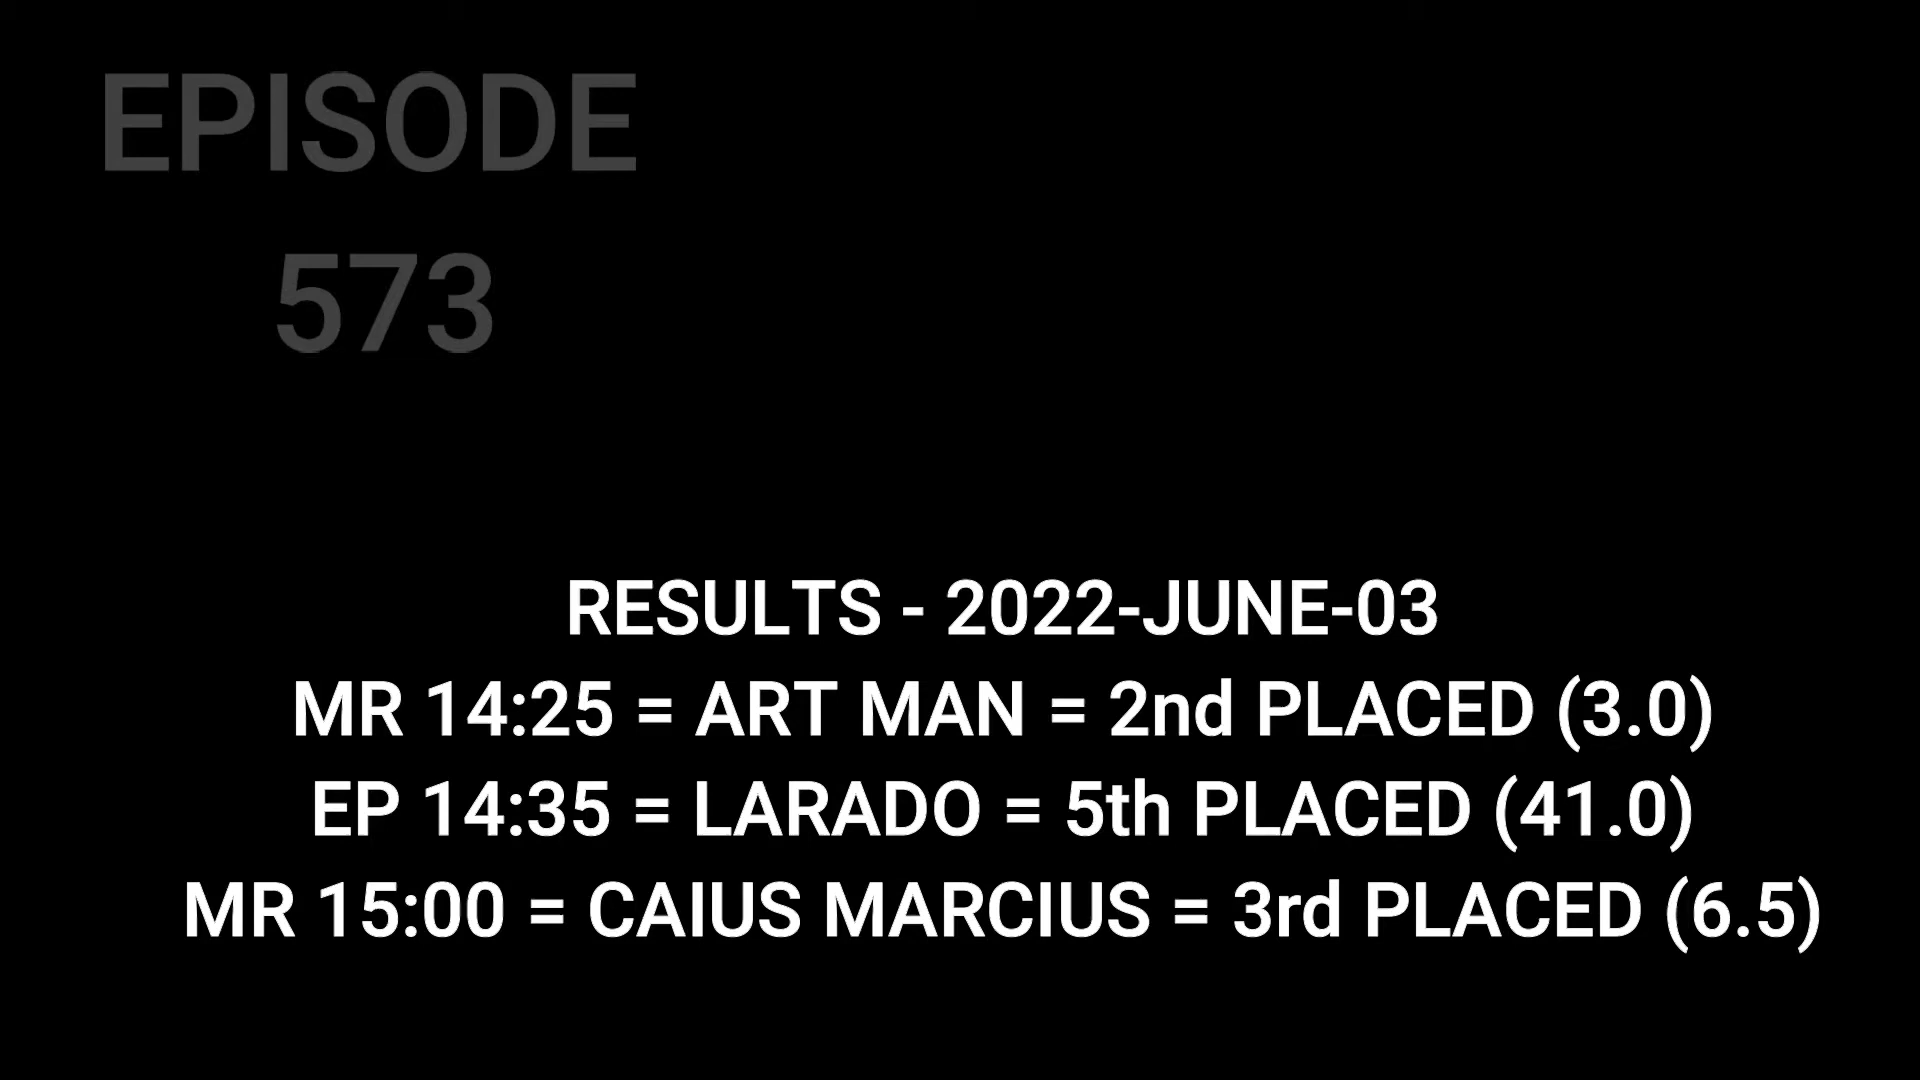 EPISODE
573
RESULTS - 2022-JUNE-03
MR 14:25 = ART MAN = 2nd PLACED (3.0)
EP 14:35 = LARADO = 5th PLACED (41.0)
MR 15:00 = CAIUS MARCIUS = 3rd PLACED (6.5)